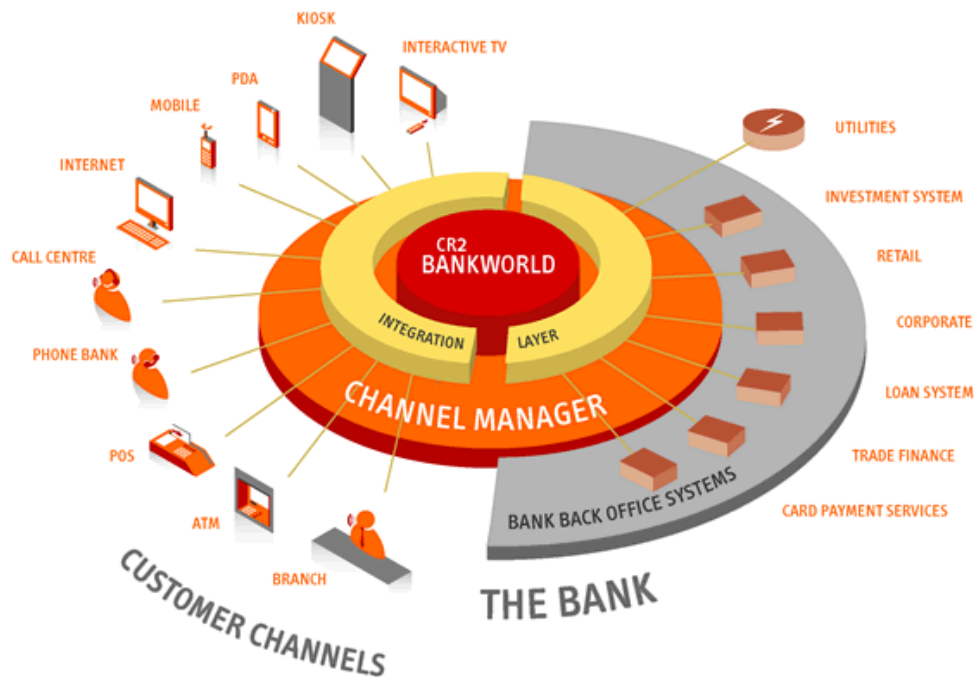 KIOSK
INTERACTIVE TV
PDA
MOBILE
INTERNET
CALL CENTRE
PHONE BANK
POS
ATM
BRANCH
CUSTOMER CHANNELS
CR2
BANKWORLD
INTEGRATION LAYER
CHANNEL MANAGER
UTILITIES
INVESTMENT SYSTEM
RETAIL
CORPORATE
LOAN SYSTEM
TRADE FINANCE
CARD PAYMENT SERVICES
BANK BACK OFFICE SYSTEMS
THE BANK